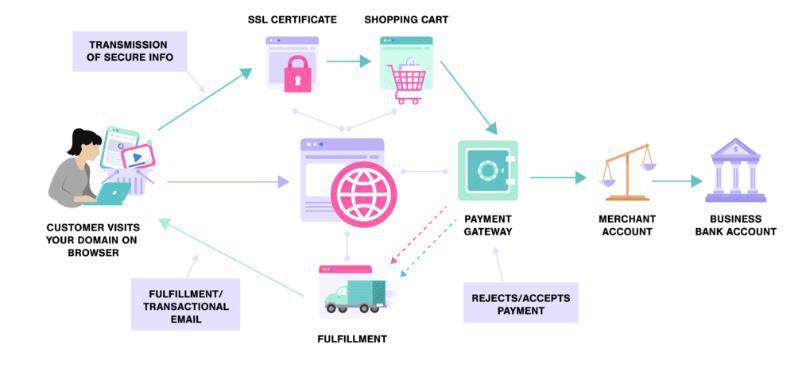 SSL CERTIFICATE
SHOPPING CART
TRANSMISSION
OF SECURE INFO
CUSTOMER VISITS
YOUR DOMAIN ON
BROWSER
PAYMENT
GATEWAY
MERCHANT
ACCOUNT
BUSINESS
BANK ACCOUNT
FULFILLMENT/
TRANSACTIONAL
EMAIL
REJECTS/ACCEPTS
PAYMENT
FULFILLMENT
$